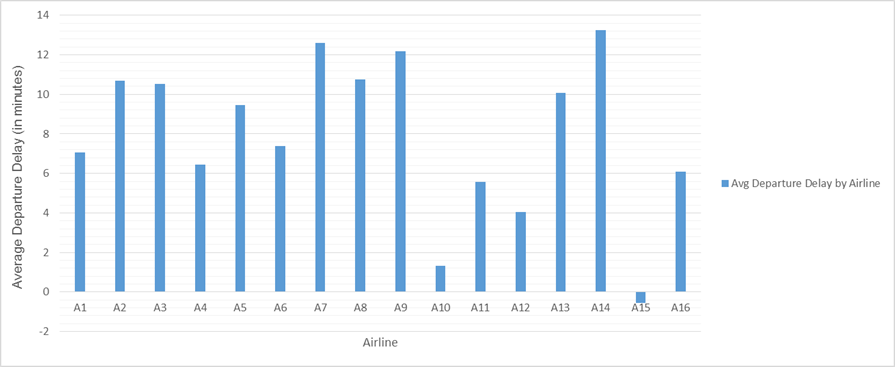 14
12
10
8
6
4
2
0
-2
Average Departure Delay (in minutes)
A1 A2 A3 A4 A5 A6 A7 A8 A9 A10 A11 A12 A13 A14 A15 A16
Airline
Avg Departure Delay by Airline